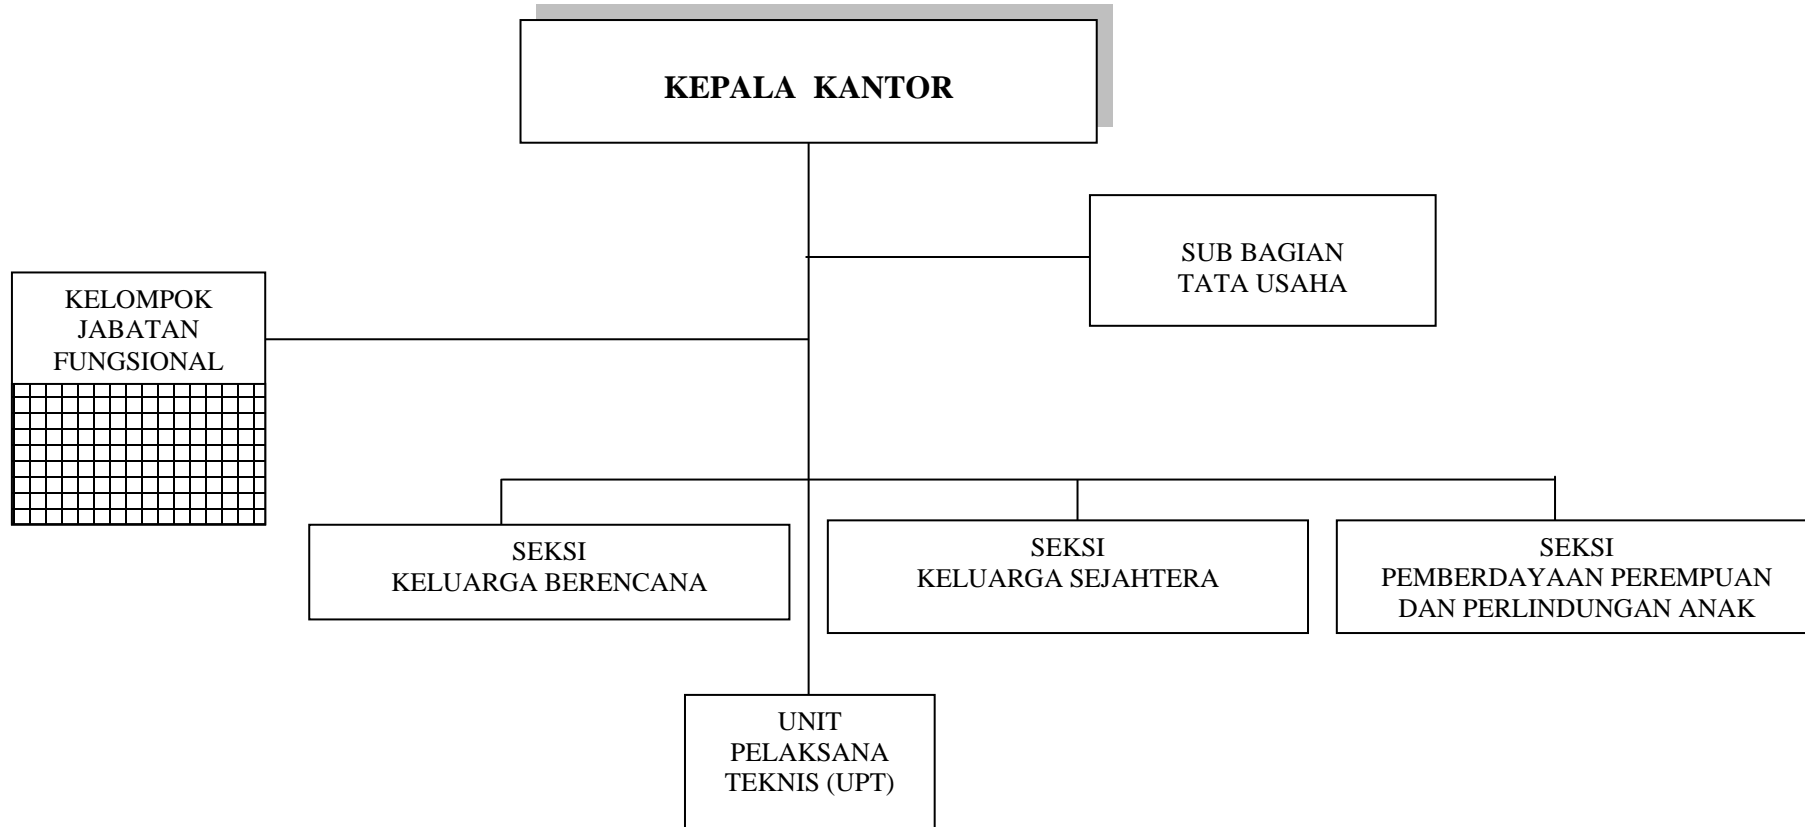 KEPALA KANTOR
SUB BAGIAN
TATA USAHA
KELOMPOK
JABATAN
FUNGSIONAL
SEKSI
KELUARGA BERENCANA
SEKSI
KELUARGA SEJAHTERA
SEKSI
PEMBERDAYAAN PEREMPUAN
DAN PERLINDUNGAN ANAK
UNIT
PELAKSANA
TEKNIS (UPT)